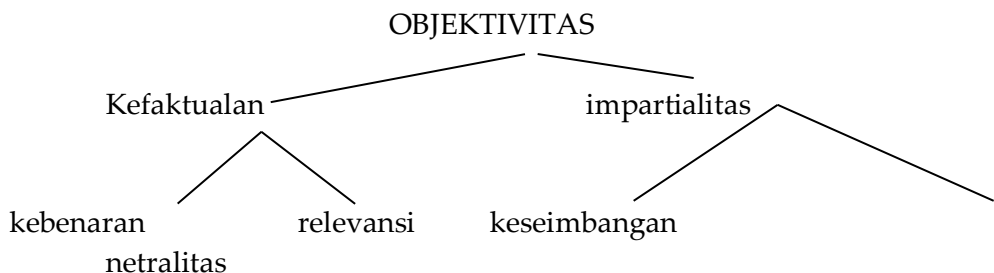 OBJEKTIVITAS
Kefaktualan impartialitas
kebenaran relevansi keseimbangan
netralitas